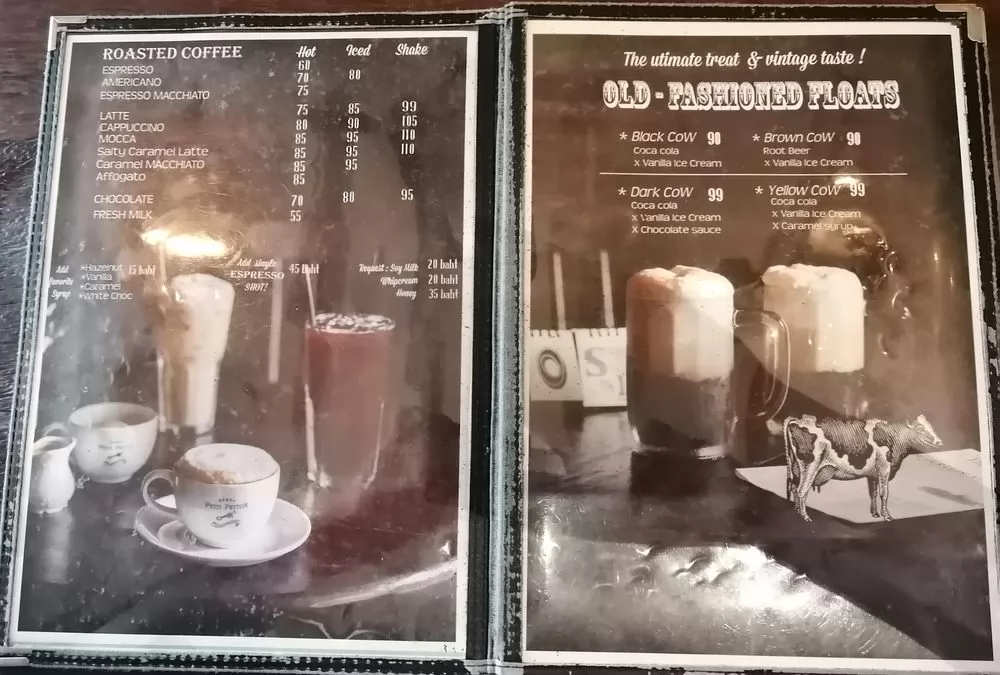 ROASTED COFFEE Hot Iced Shake
ESPRESSO 60
AMERICANO 70 80
ESPRESSO MACCHIATO 75
LATTE 75 85 99
CAPPUCCINO 80 90 105
MOCCA 85 95 110
Salty Caramel Latte 85 95 110
Caramel MACCHIATO 85 95
Affogato 85
CHOCOLATE 70 80 95
FRESH MILK 55
Add
Favorite
Syrup
*Hazelnut 15 baht
*Vanilla
*Caramel
*White Choc
Add single
ESPRESSO 45 Baht
SHOT!
Request : Soy Milk 20 baht
Whipcream 20 baht
Honey 35 baht
PETIT PEYTON
The utimate treat & vintage taste !
OLD - FASHIONED FLOATS
* Black CoW 90
Coca cola
x Vanilla Ice Cream
* Brown CoW 90
Root Beer
x Vanilla Ice Cream
* Dark CoW 99
Coca cola
x Vanilla Ice Cream
x Chocolate sauce
* Yellow CoW 99
Coca cola
x Vanilla Ice Cream
x Caramel syrup
O S